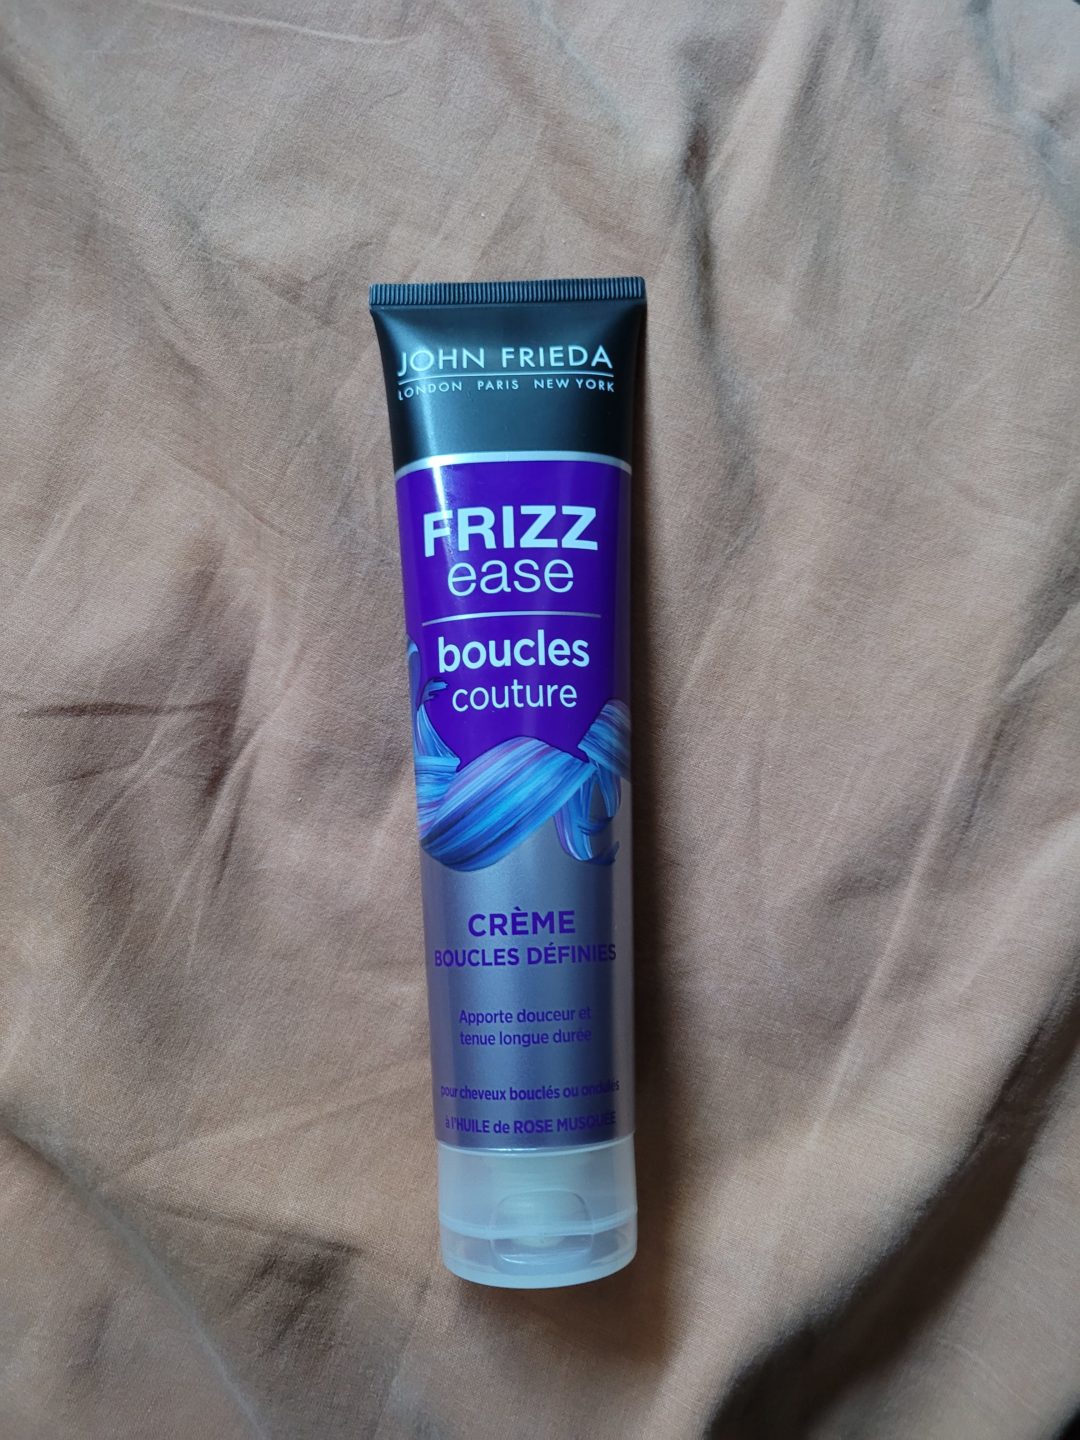 JOHN FRIEDA
LONDON PARIS NEW YORK
FRIZZ
ease
boucles
couture
CRÈME
BOUCLES DÉFINIES
Apporte douceur et
tenue longue durée
pour cheveux bouclés ou ondulés
à l'HUILE de ROSE MUSQUÉE